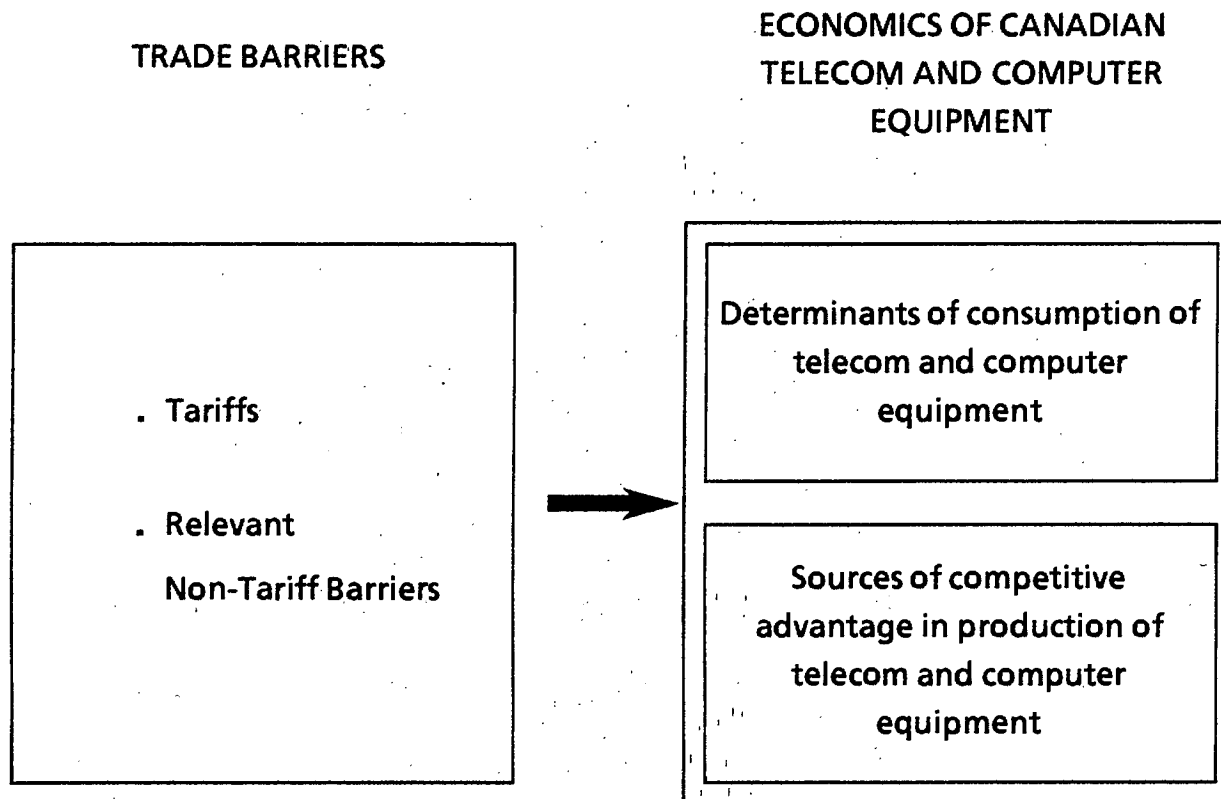 TRADE BARRIERS
ECONOMICS OF CANADIAN
TELECOM AND COMPUTER
EQUIPMENT
. Tariffs
. Relevant
Non-Tariff Barriers
Determinants of consumption of
telecom and computer
equipment
Sources of competitive
advantage in production of
telecom and computer
equipment